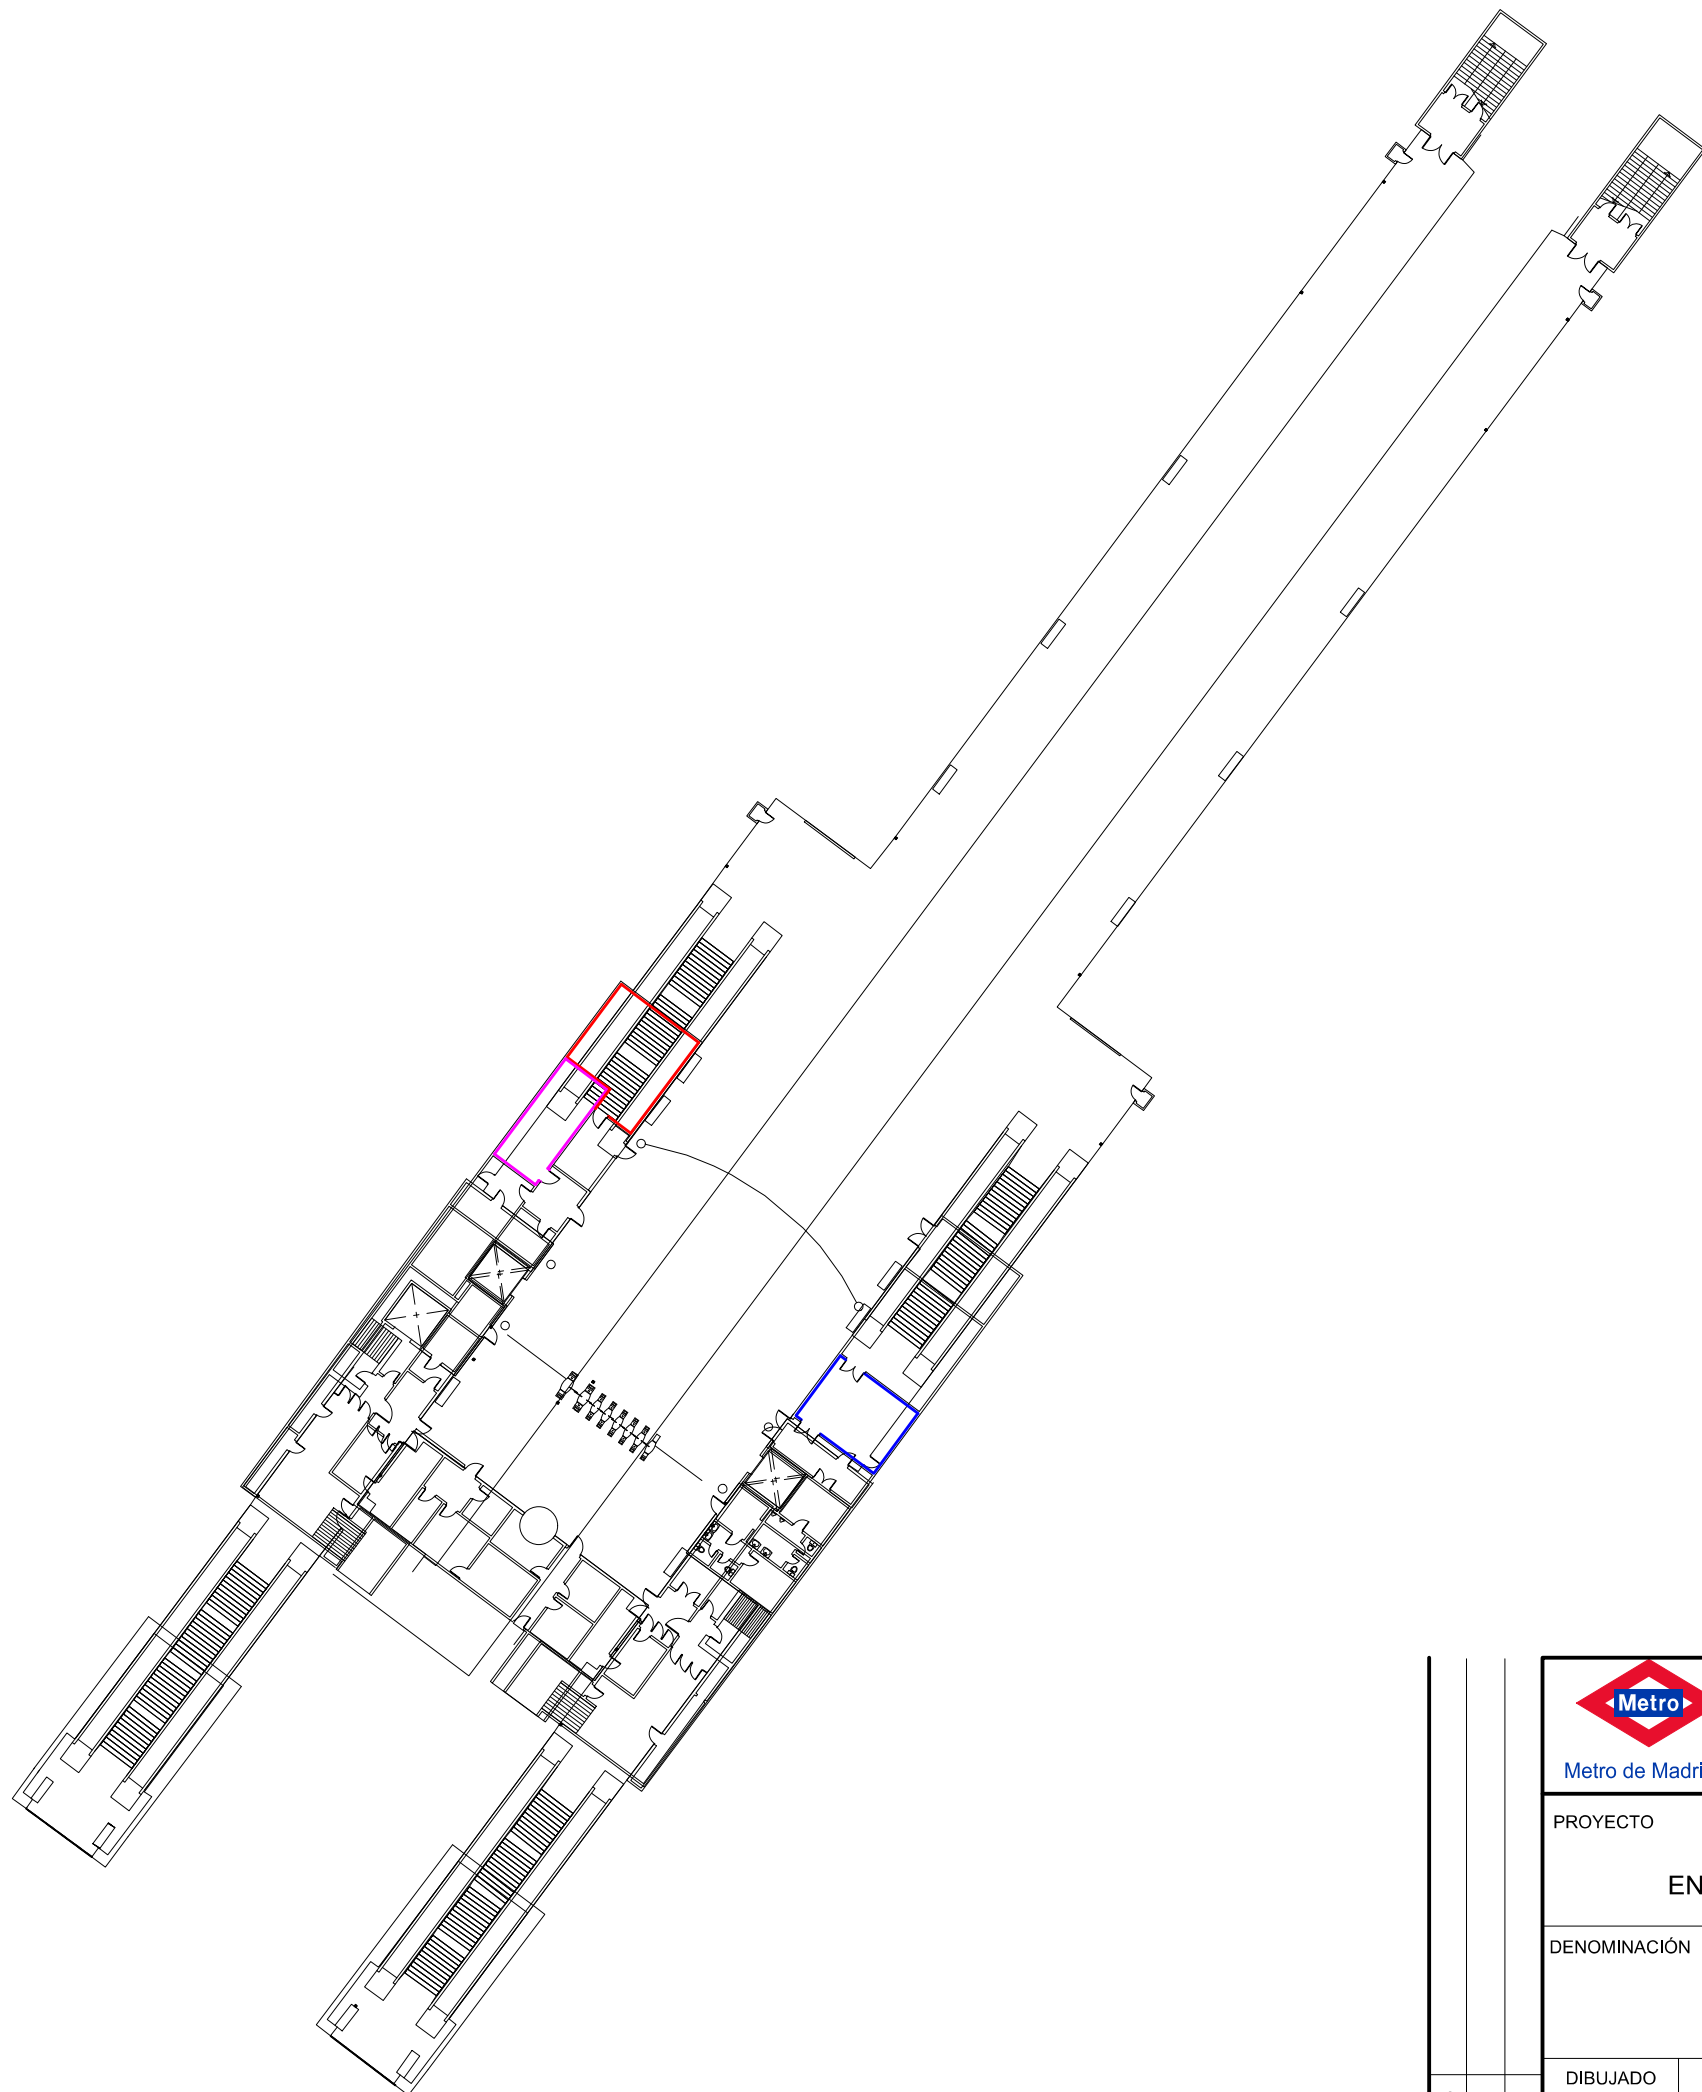 Metro
Metro de Madri
PROYECTO
EN
DENOMINACIÓN
DIBUJADO